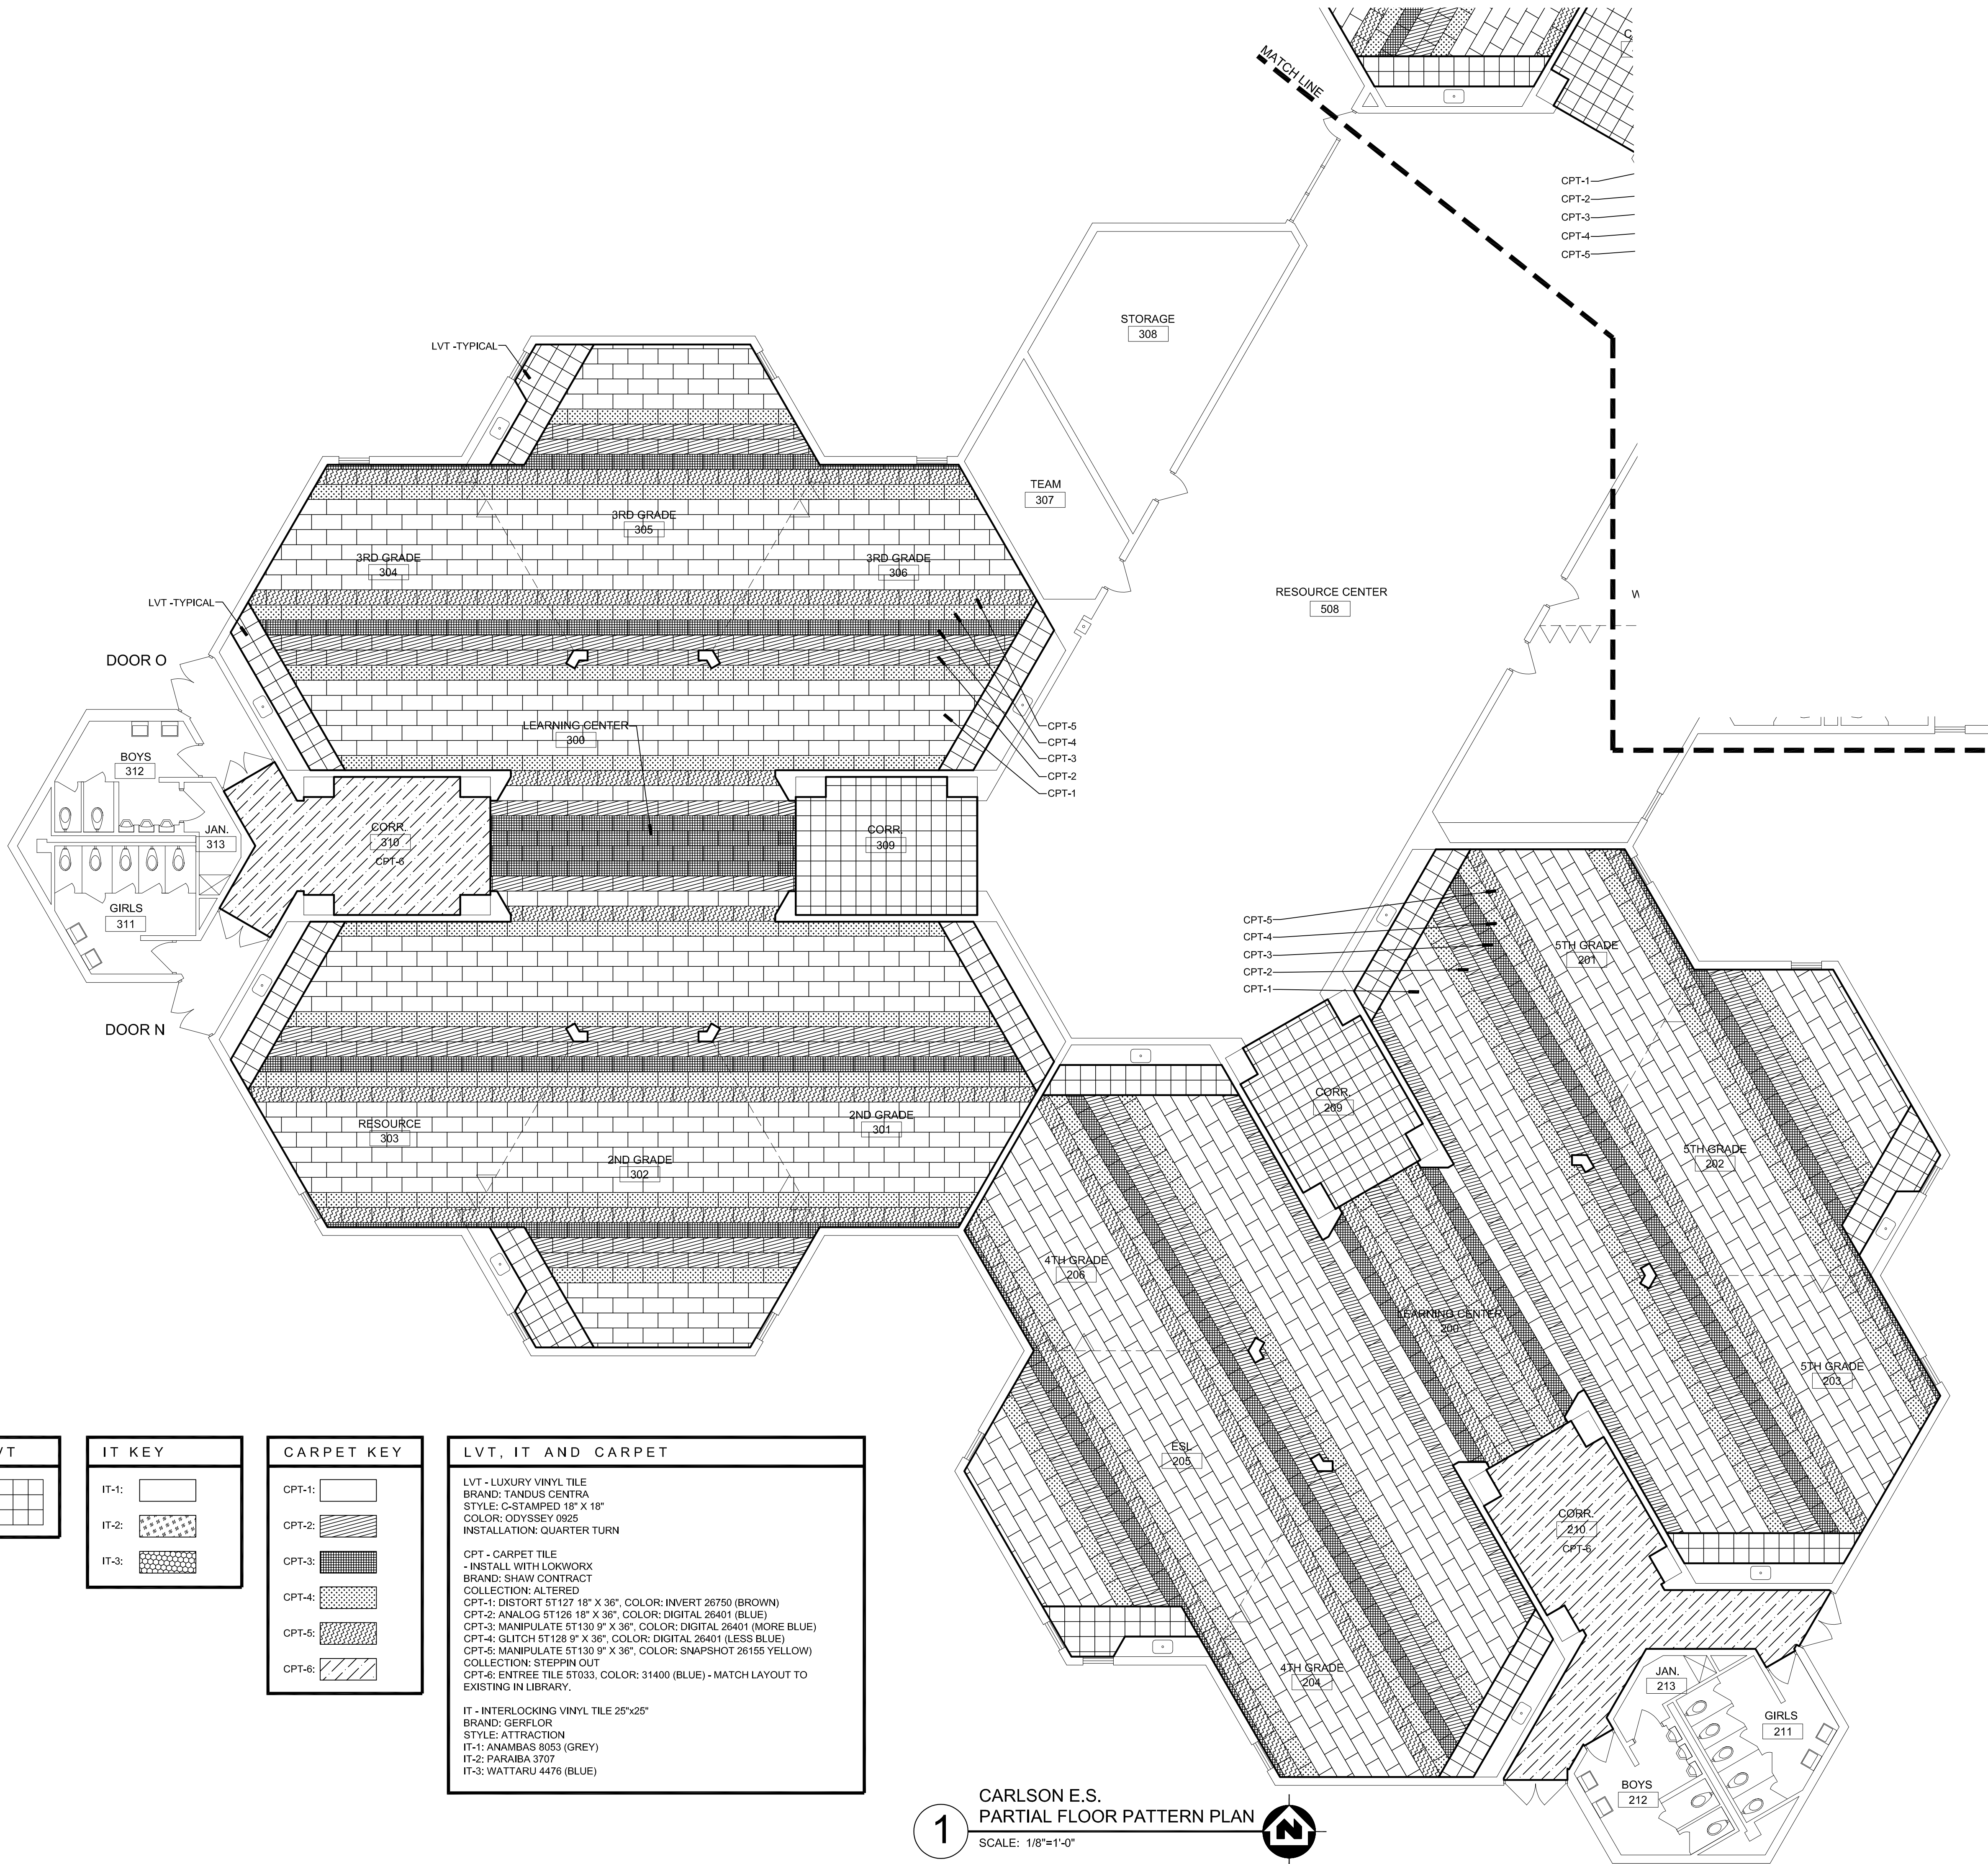 MATCH LINE
C
CPT-1
CPT-2
CPT-3
CPT-4
CPT-5
STORAGE
308
LVT -TYPICAL
TEAM
307
3RD GRADE
305
3RD GRADE
304
3RD GRADE
306
RESOURCE CENTER
508
LVT -TYPICAL
DOOR O
LEARNING CENTER
300
CPT-5
CPT-4
CPT-3
CPT-2
CPT-1
BOYS
312
JAN.
313
CORR.
310
CPT-6
CORR.
309
GIRLS
311
DOOR N
CPT-5
CPT-4
CPT-3
CPT-2
CPT-1
5TH GRADE
201
RESOURCE
303
2ND GRADE
301
2ND GRADE
302
CORR.
209
5TH GRADE
202
4TH GRADE
206
LEARNING CENTER
200
5TH GRADE
203
ESL
205
CORR.
210
CPT-6
4TH GRADE
204
JAN.
213
GIRLS
211
BOYS
212
VT
IT KEY
IT-1:
IT-2:
IT-3:
CARPET KEY
CPT-1:
CPT-2:
CPT-3:
CPT-4:
CPT-5:
CPT-6:
LVT, IT AND CARPET
LVT - LUXURY VINYL TILE
BRAND: TANDUS CENTRA
STYLE: C-STAMPED 18" X 18"
COLOR: ODYSSEY 0925
INSTALLATION: QUARTER TURN
CPT - CARPET TILE
- INSTALL WITH LOKWORX
BRAND: SHAW CONTRACT
COLLECTION: ALTERED
CPT-1: DISTORT 5T127 18" X 36", COLOR: INVERT 26750 (BROWN)
CPT-2: ANALOG 5T126 18" X 36", COLOR: DIGITAL 26401 (BLUE)
CPT-3: MANIPULATE 5T130 9" X 36", COLOR: DIGITAL 26401 (MORE BLUE)
CPT-4: GLITCH 5T128 9" X 36", COLOR: DIGITAL 26401 (LESS BLUE)
CPT-5: MANIPULATE 5T130 9" X 36", COLOR: SNAPSHOT 26155 YELLOW)
COLLECTION: STEPPIN OUT
CPT-6: ENTREE TILE 5T033, COLOR: 31400 (BLUE) - MATCH LAYOUT TO
EXISTING IN LIBRARY.
IT - INTERLOCKING VINYL TILE 25"x25"
BRAND: GERFLOR
STYLE: ATTRACTION
IT-1: ANAMBAS 8053 (GREY)
IT-2: PARAIBA 3707
IT-3: WATTARU 4476 (BLUE)
1
CARLSON E.S.
PARTIAL FLOOR PATTERN PLAN
SCALE: 1/8"=1'-0"
N